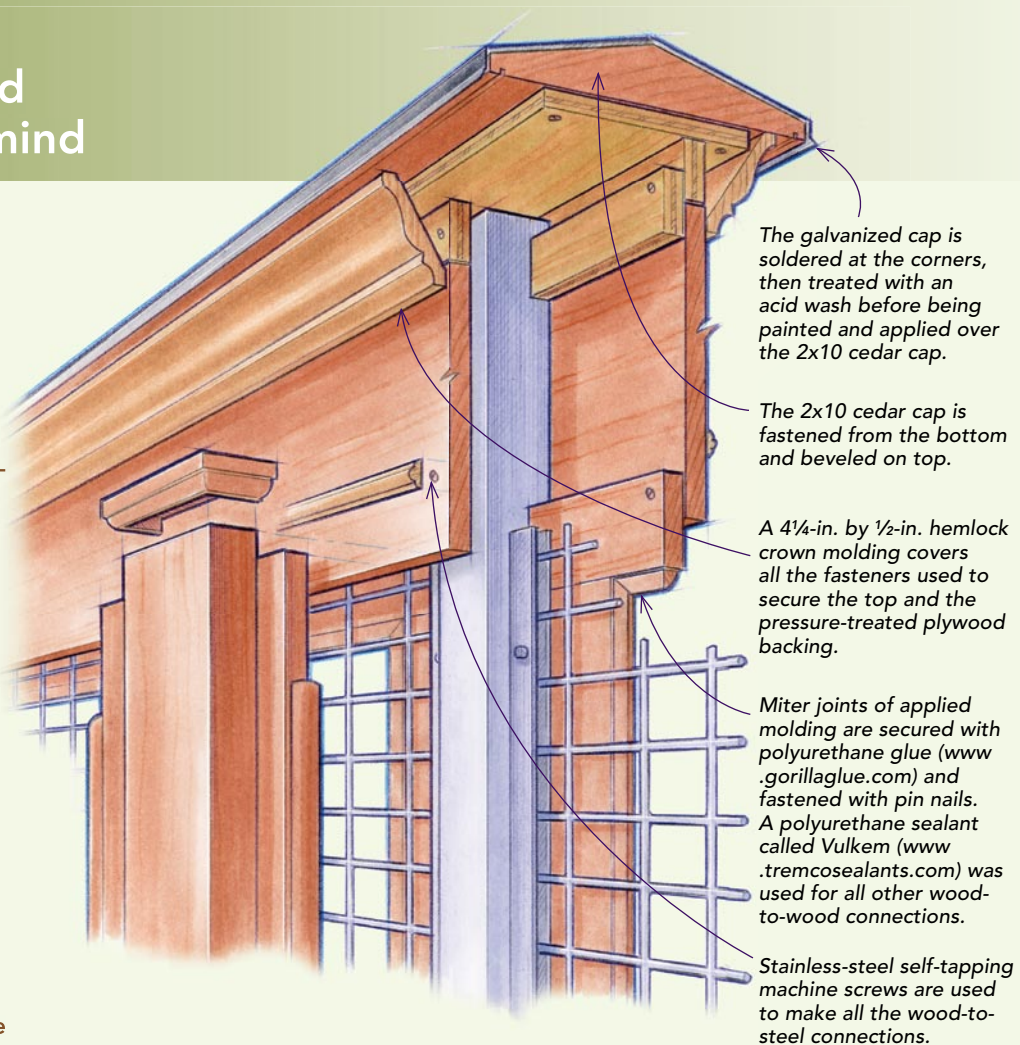 d
mind
The galvanized cap is
soldered at the corners,
then treated with an
acid wash before being
painted and applied over
the 2x10 cedar cap.
The 2x10 cedar cap is
fastened from the bottom
and beveled on top.
A 4¼-in. by ½-in. hemlock
crown molding covers
all the fasteners used to
secure the top and the
pressure-treated plywood
backing.
Miter joints of applied
molding are secured with
polyurethane glue (www
.gorillaglue.com) and
fastened with pin nails.
A polyurethane sealant
called Vulkem (www
.tremcosealants.com) was
used for all other wood-
to-wood connections.
Stainless-steel self-tapping
machine screws are used
to make all the wood-to-
steel connections.
e